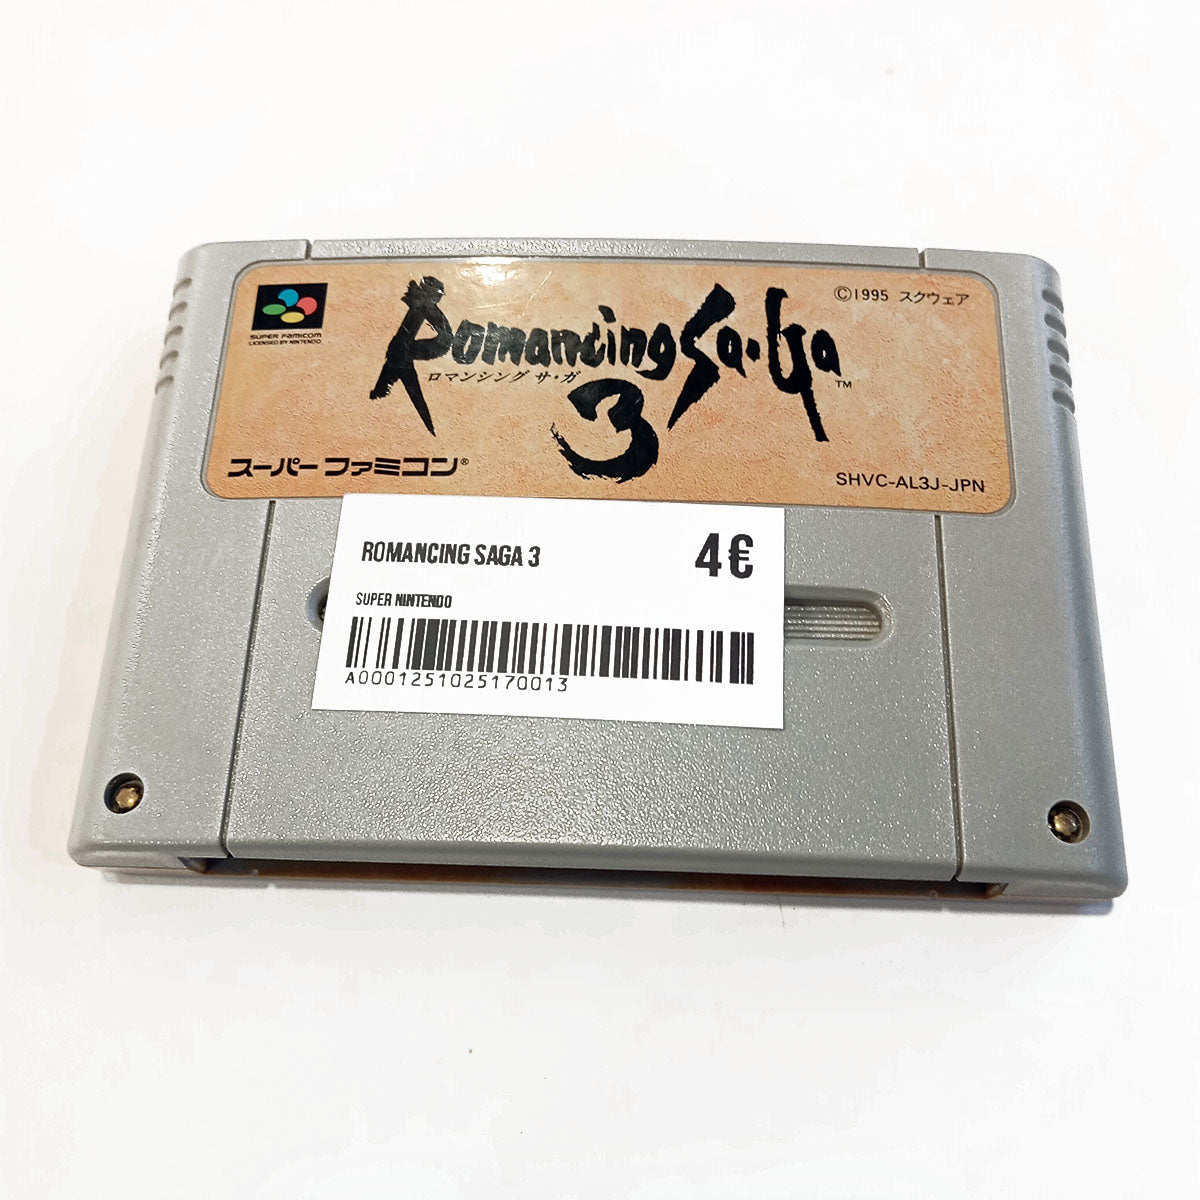 SUPER FAMICOM
LICENSED BY NINTENDO
©1995 スクウェア
Romancing Sa・Ga
ロマンシング サ・ガ
™
3
スーパーファミコン®
SHVC-AL3J-JPN
ROMANCING SAGA 3
4€
SUPER NINTENDO
A0001251025170013